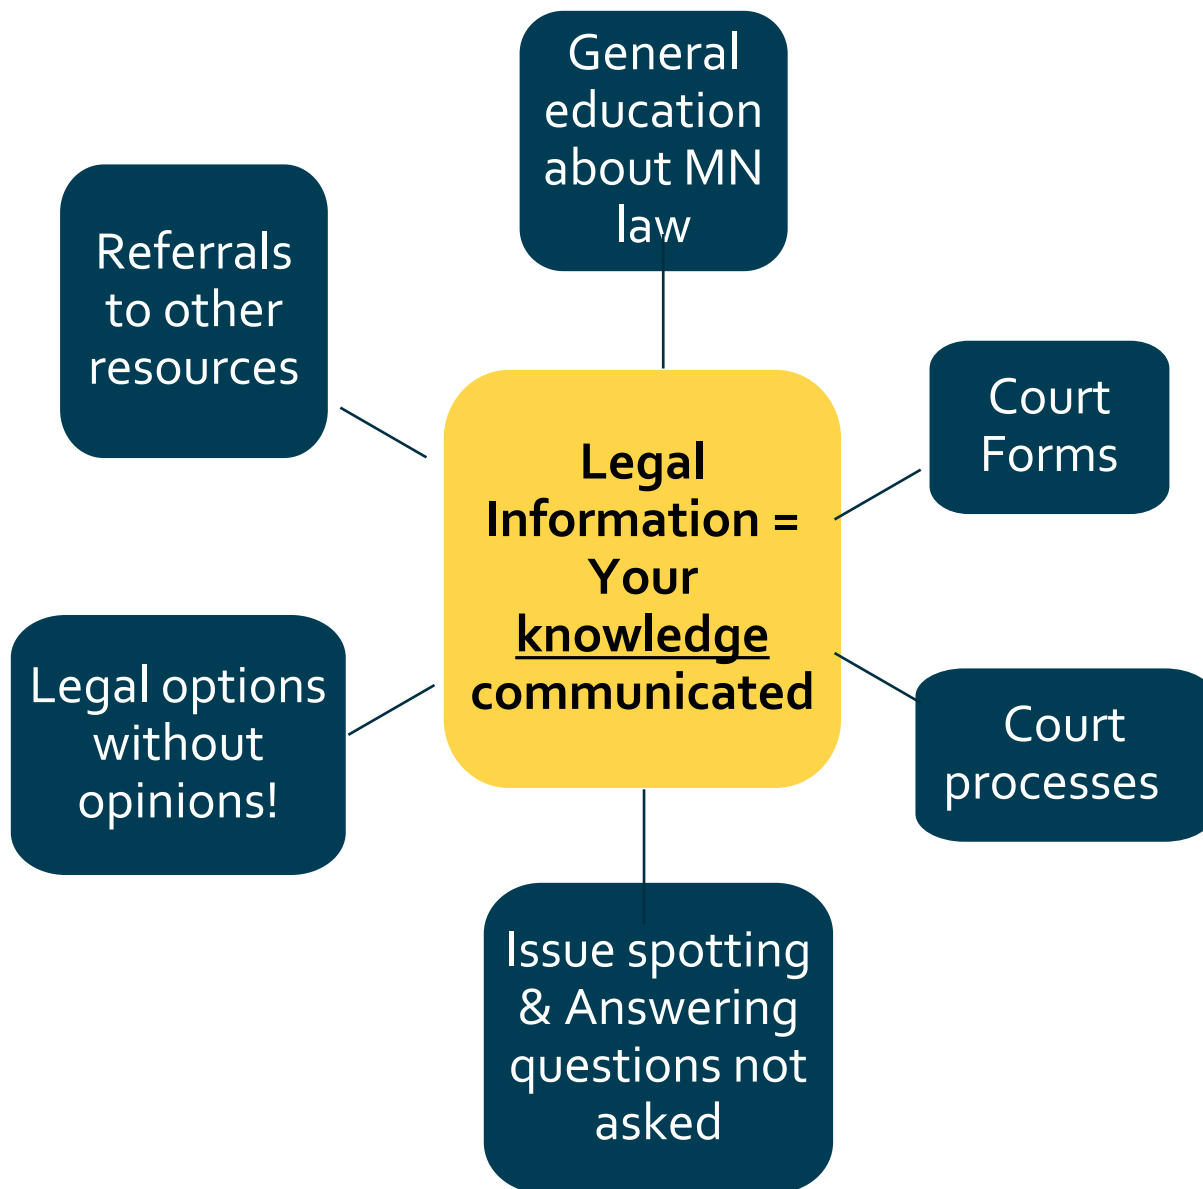 General
education
about MN
law
Referrals
to other
resources
Court
Forms
Legal
Information =
Your
knowledge
communicated
Legal options
without
opinions!
Court
processes
Issue spotting
& Answering
questions not
asked